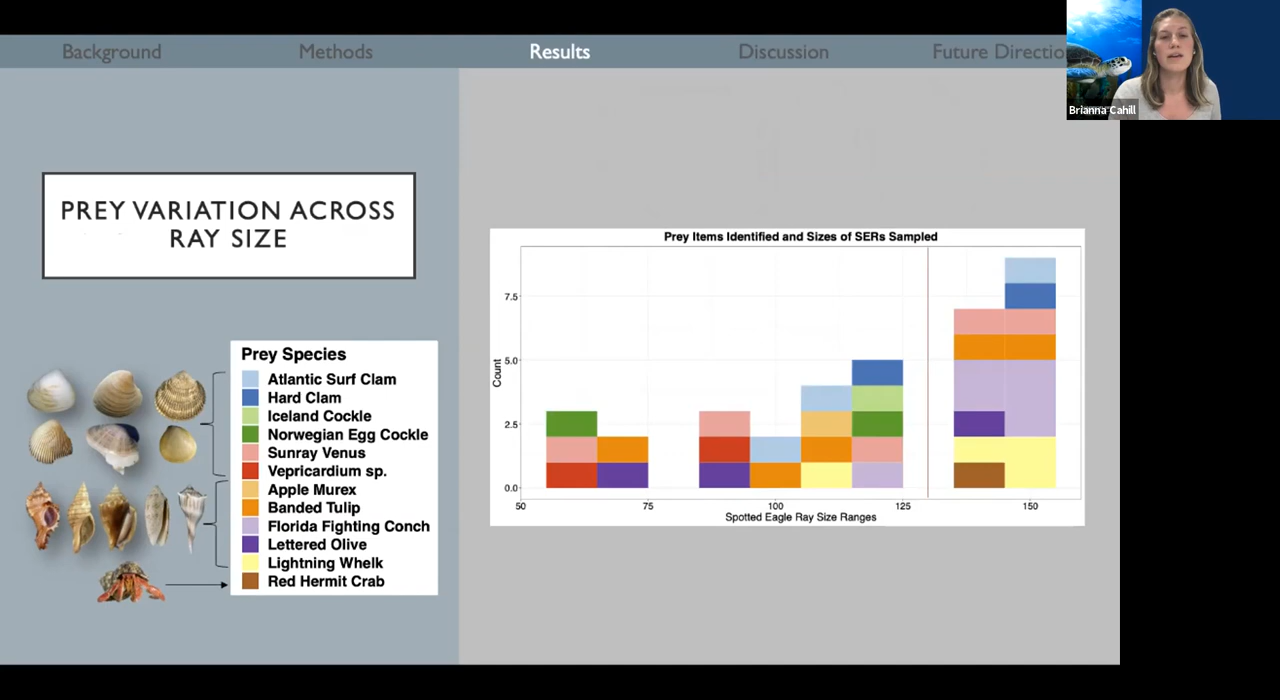 Background Methods Results Discussion Future Directio
Brianna Cahill
PREY VARIATION ACROSS
RAY SIZE
Prey Species
Atlantic Surf Clam
Hard Clam
Iceland Cockle
Norwegian Egg Cockle
Sunray Venus
Vepricardium sp.
Apple Murex
Banded Tulip
Florida Fighting Conch
Lettered Olive
Lightning Whelk
Red Hermit Crab
Prey Items Identified and Sizes of SERs Sampled
Count
7.5
5.0
2.5
0.0
50 75 100 125 150
Spotted Eagle Ray Size Ranges